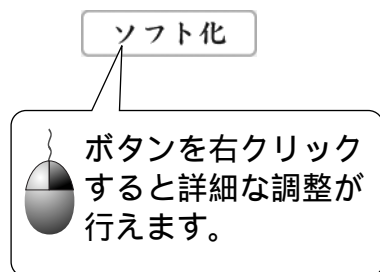 ソフト化
ボタンを右クリック
すると詳細な調整が
行えます。